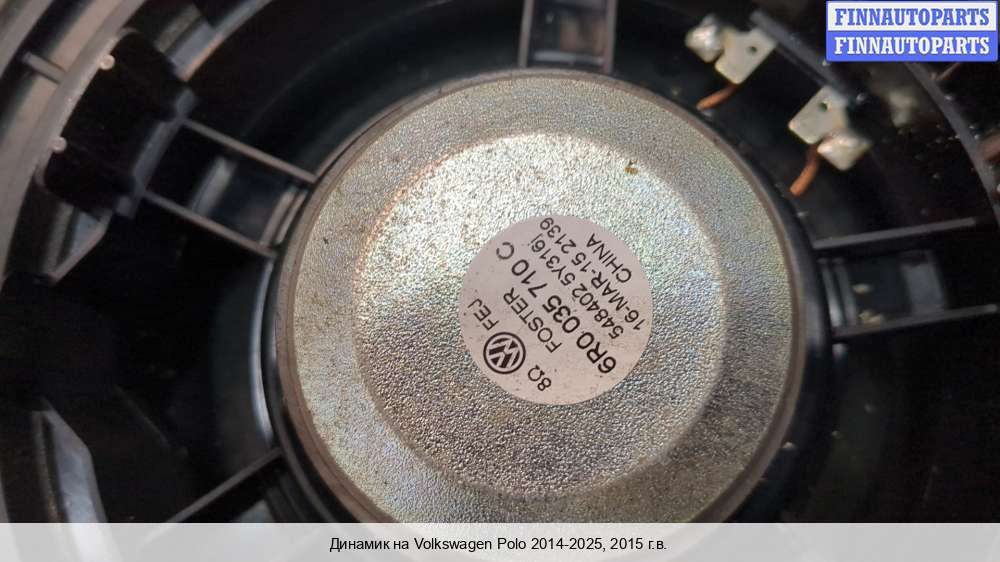 FINNAUTOPARTS
FINNAUTOPARTS
8Ω FEJ
FOSTER
6R0 035 710 C
548402 5Y316i
16-MAR-15 2139
CHINA
Динамик на Volkswagen Polo 2014-2025, 2015 г.в.